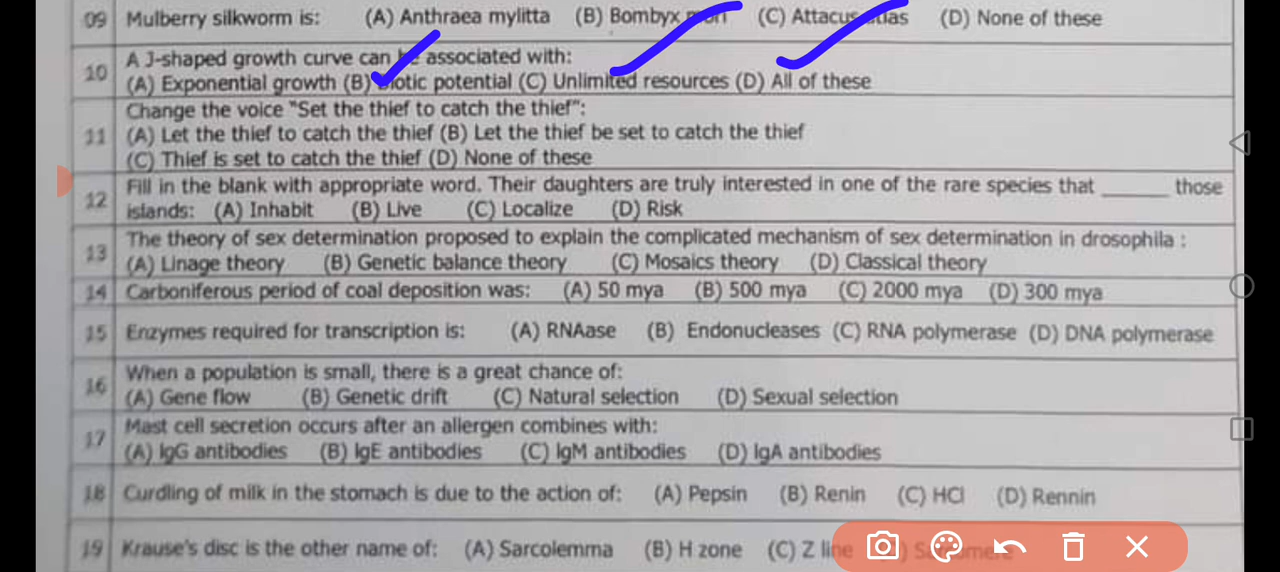 09 Mulberry silkworm is: (A) Anthraea mylitta (B) Bombyx mori (C) Attacus atlas (D) None of these
10 A J-shaped growth curve can be associated with:
(A) Exponential growth (B) Biotic potential (C) Unlimited resources (D) All of these
11 Change the voice "Set the thief to catch the thief":
(A) Let the thief to catch the thief (B) Let the thief be set to catch the thief
(C) Thief is set to catch the thief (D) None of these
12 Fill in the blank with appropriate word. Their daughters are truly interested in one of the rare species that ______ those
islands: (A) Inhabit (B) Live (C) Localize (D) Risk
13 The theory of sex determination proposed to explain the complicated mechanism of sex determination in drosophila :
(A) Linage theory (B) Genetic balance theory (C) Mosaics theory (D) Classical theory
14 Carboniferous period of coal deposition was: (A) 50 mya (B) 500 mya (C) 2000 mya (D) 300 mya
15 Enzymes required for transcription is: (A) RNAase (B) Endonucleases (C) RNA polymerase (D) DNA polymerase
16 When a population is small, there is a great chance of:
(A) Gene flow (B) Genetic drift (C) Natural selection (D) Sexual selection
17 Mast cell secretion occurs after an allergen combines with:
(A) IgG antibodies (B) IgE antibodies (C) IgM antibodies (D) IgA antibodies
18 Curdling of milk in the stomach is due to the action of: (A) Pepsin (B) Renin (C) HCl (D) Rennin
19 Krause's disc is the other name of: (A) Sarcolemma (B) H zone (C) Z line (D) Sarcomere